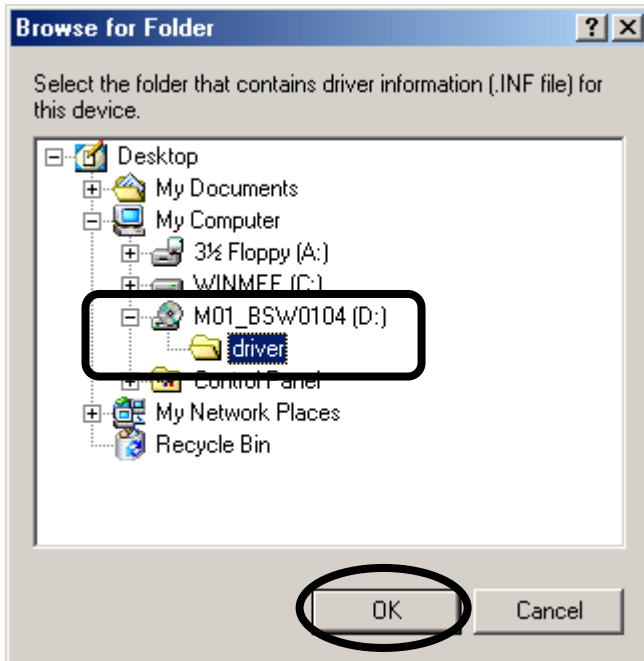 Browse for Folder
Select the folder that contains driver information (.INF file) for
this device.
Desktop
My Documents
My Computer
3½ Floppy (A:)
WINMEE (C:)
M01_BSW0104 (D:)
driver
Control Panel
My Network Places
Recycle Bin
OK Cancel